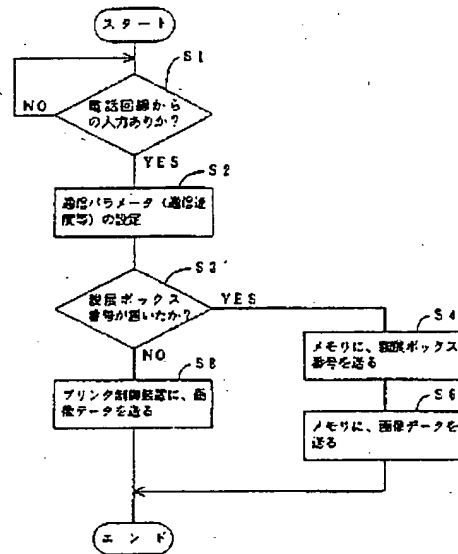 スタート
S1
電話回線から
の入力ありか?
NO
YES
S2
通信パラメータ(通信速
度等)の設定
S3
親展ボックス
番号が届いたか?
YES
NO
S4
メモリに、親展ボックス
番号を送る
プリンタ制御装置に、画
像データを送る
メモリに、画像データを
送る
エンド